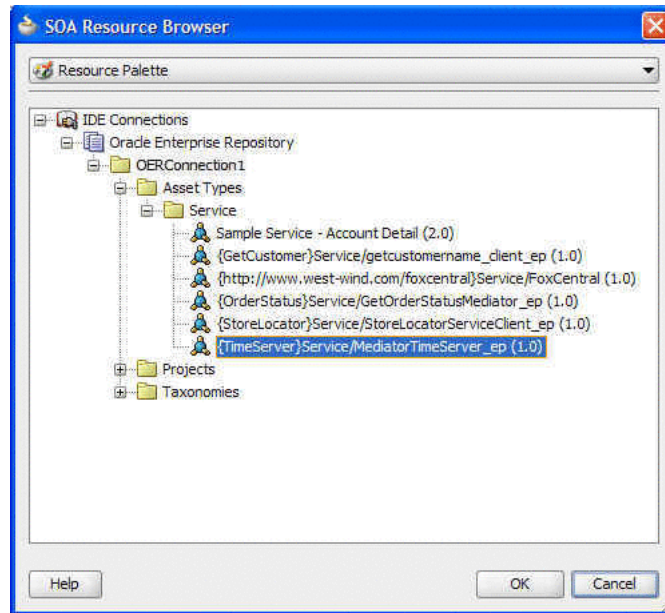 SOA Resource Browser
Resource Palette
IDE Connections
Oracle Enterprise Repository
OERConnection1
Asset Types
Service
Sample Service - Account Detail (2.0)
{GetCustomer}Service/getcustomername_client_ep (1.0)
{http://www.west-wind.com/foxcentral}Service/FoxCentral (1.0)
{OrderStatus}Service/GetOrderStatusMediator_ep (1.0)
{StoreLocator}Service/StoreLocatorServiceClient_ep (1.0)
{TimeServer}Service/MediatorTimeServer_ep (1.0)
Projects
Taxonomies
Help OK Cancel